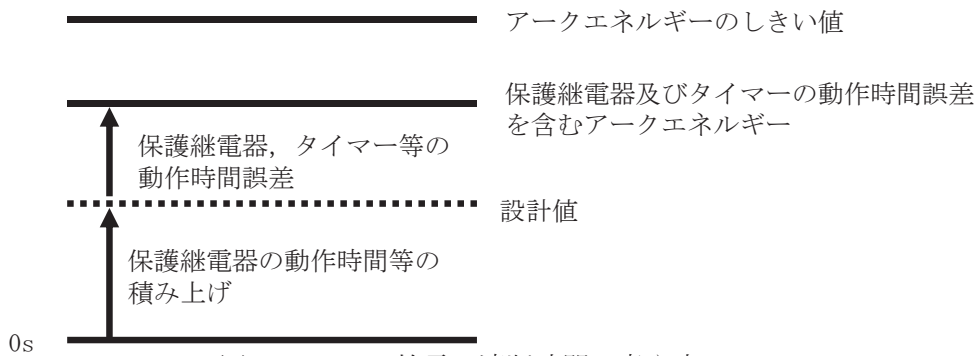 アークエネルギーのしきい値
保護継電器及びタイマーの動作時間誤差
を含むアークエネルギー
保護継電器，タイマー等の
動作時間誤差
設計値
保護継電器の動作時間等の
積み上げ
0s